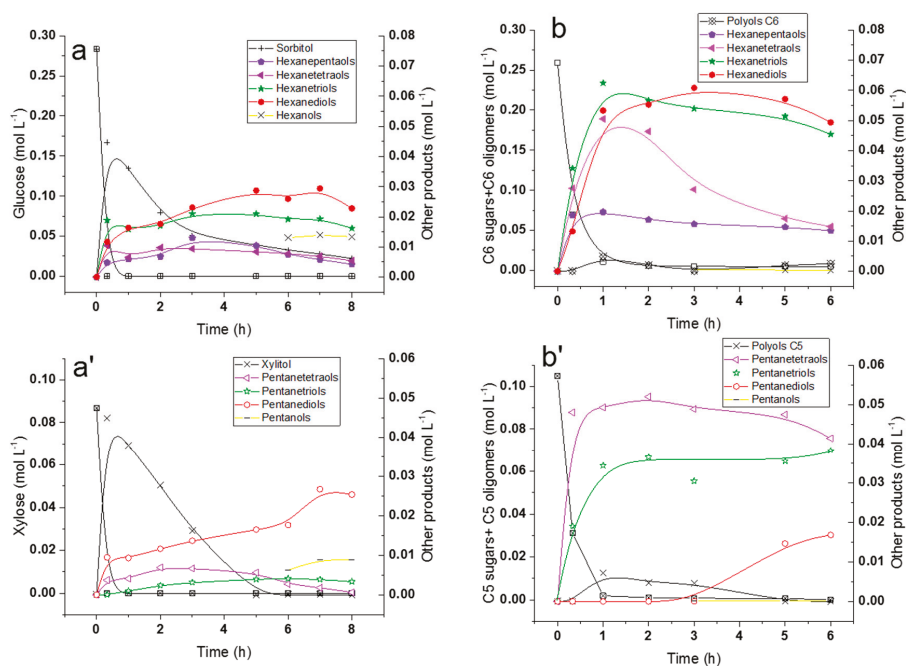 a
0.30
0.25
0.20
0.15
0.10
0.05
0.00
Glucose (mol L-1)
Sorbitol
Hexanepentaols
Hexanetetraols
Hexanetriols
Hexanediols
Hexanols
0.08
0.07
0.06
0.05
0.04
0.03
0.02
0.01
0.00
Other products (mol L-1)
0 1 2 3 4 5 6 7 8
Time (h)
b
0.30
0.25
0.20
0.15
0.10
0.05
0.00
C6 sugars+C6 oligomers (mol L-1)
Polyols C6
Hexanepentaols
Hexanetetraols
Hexanetriols
Hexanediols
0.08
0.07
0.06
0.05
0.04
0.03
0.02
0.01
0.00
Other products (mol L-1)
0 1 2 3 4 5 6
Time (h)
a'
0.10
0.08
0.06
0.04
0.02
0.00
Xylose (mol L-1)
Xylitol
Pentanetetraols
Pentanetriols
Pentanediols
Pentanols
0.06
0.05
0.04
0.03
0.02
0.01
0.00
Other products (mol L-1)
0 1 2 3 4 5 6 7 8
Time (h)
b'
0.10
0.08
0.06
0.04
0.02
0.00
C5 sugars+ C5 oligomers (mol L-1)
Polyols C5
Pentanetetraols
Pentanetriols
Pentanediols
Pentanols
0.06
0.05
0.04
0.03
0.02
0.01
0.00
Other products (mol L-1)
0 1 2 3 4 5 6
Time (h)